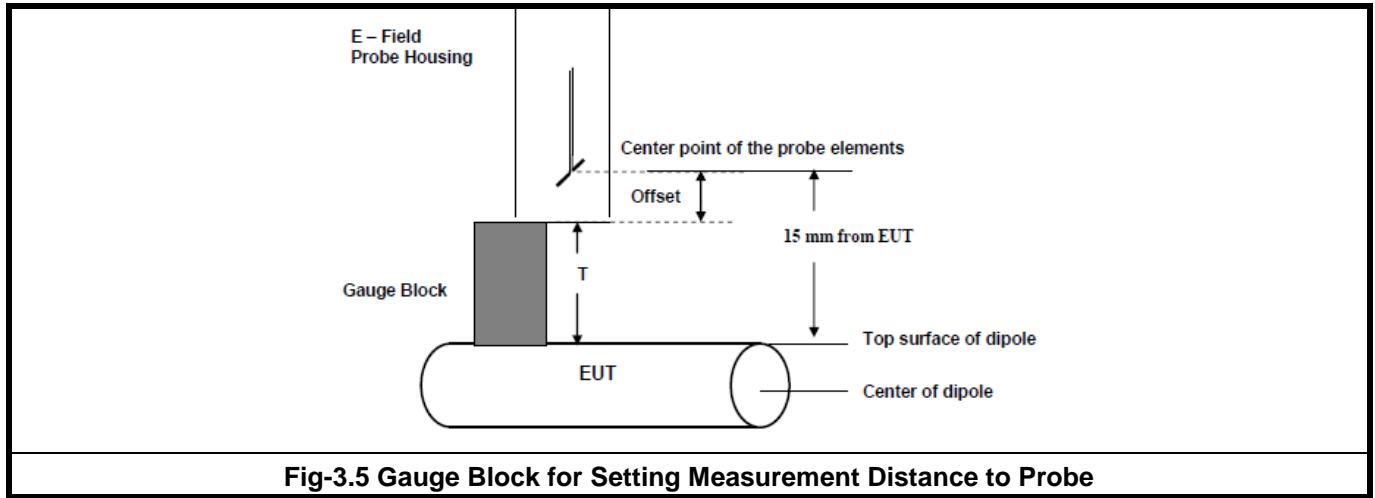 E – Field
Probe Housing
Center point of the probe elements
Offset
15 mm from EUT
T
Gauge Block
Top surface of dipole
EUT
Center of dipole
Fig-3.5 Gauge Block for Setting Measurement Distance to Probe